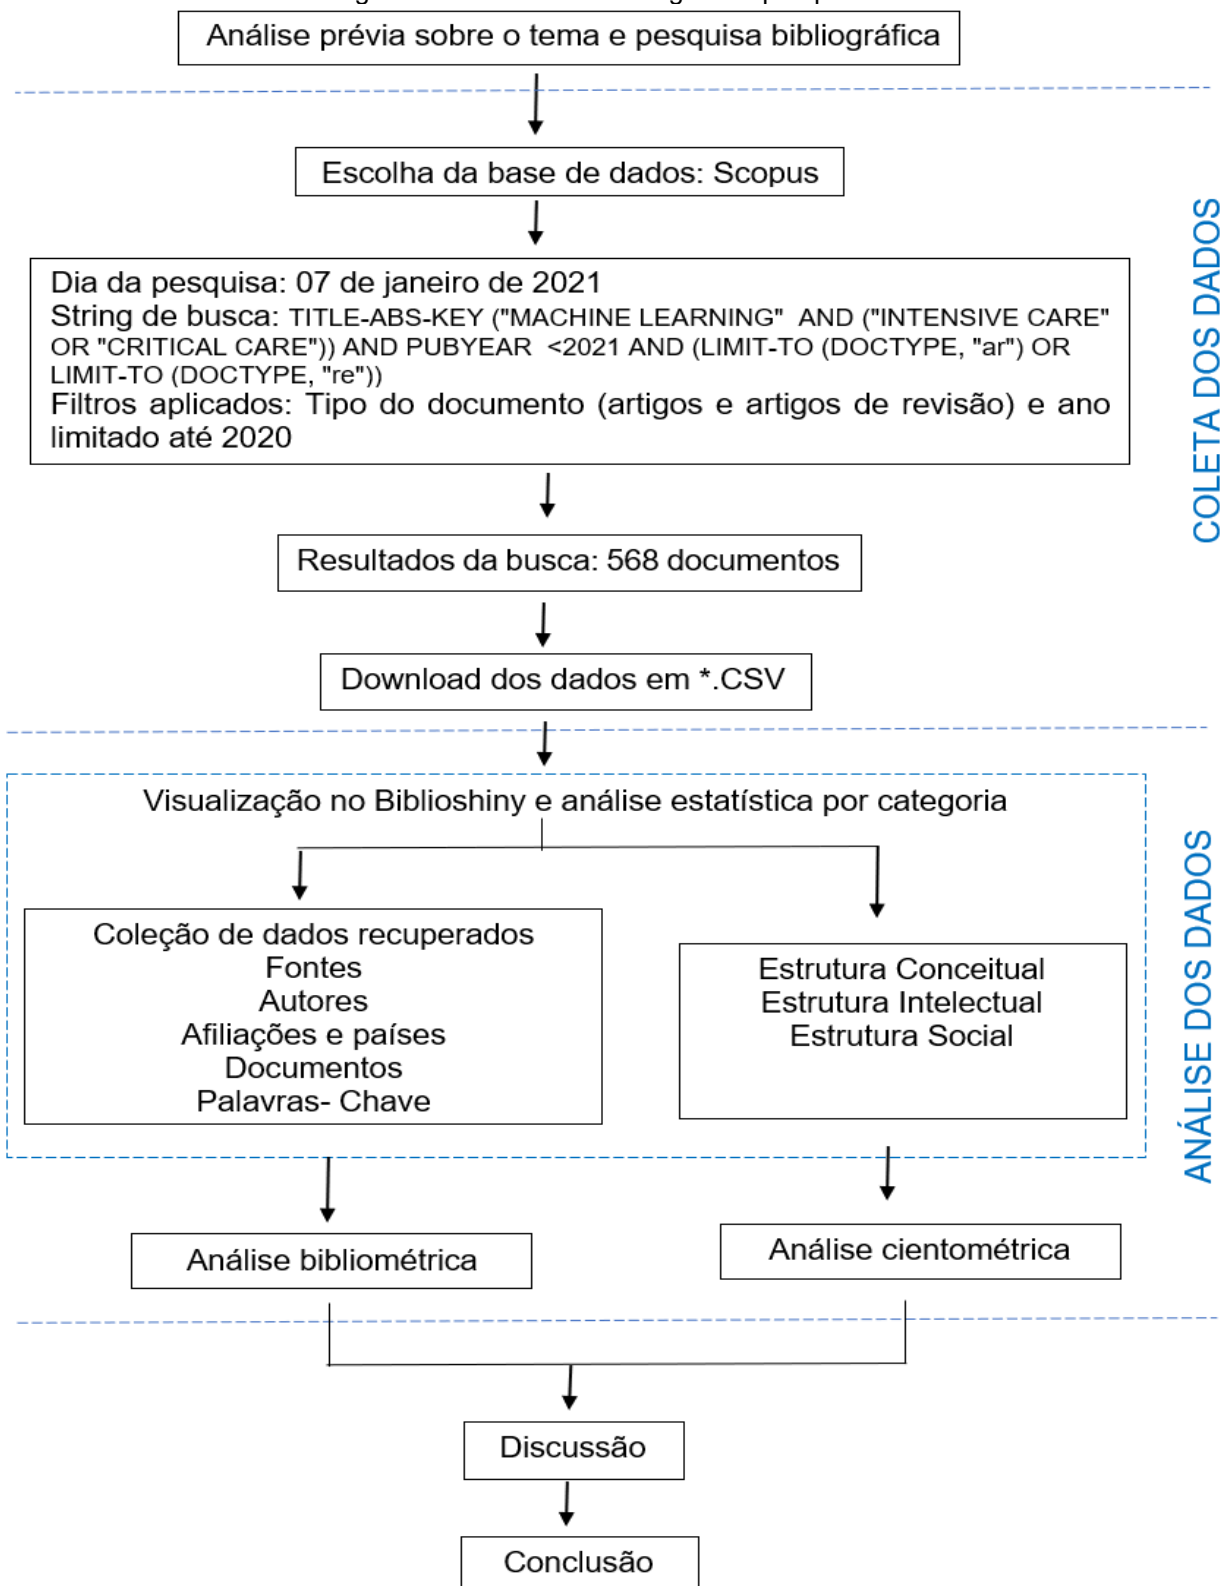 Análise prévia sobre o tema e pesquisa bibliográfica
Escolha da base de dados: Scopus
COLETA DOS DADOS
Dia da pesquisa: 07 de janeiro de 2021
String de busca: TITLE-ABS-KEY ("MACHINE LEARNING" AND ("INTENSIVE CARE"
OR "CRITICAL CARE")) AND PUBYEAR <2021 AND (LIMIT-TO (DOCTYPE, "ar") OR
LIMIT-TO (DOCTYPE, "re"))
Filtros aplicados: Tipo do documento (artigos e artigos de revisão) e ano
limitado até 2020
Resultados da busca: 568 documentos
Download dos dados em *.CSV
Visualização no Biblioshiny e análise estatística por categoria
ANÁLISE DOS DADOS
Coleção de dados recuperados
Fontes
Autores
Afiliações e países
Documentos
Palavras- Chave
Estrutura Conceitual
Estrutura Intelectual
Estrutura Social
Análise bibliométrica
Análise cientométrica
Discussão
Conclusão